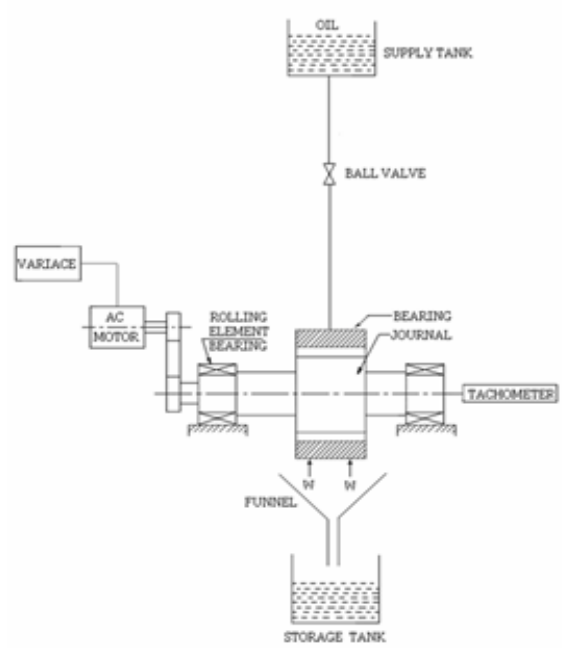 OIL
SUPPLY TANK
BALL VALVE
VARIACE
AC
MOTOR
ROLLING
ELEMENT
BEARING
BEARING
JOURNAL
TACHOMETER
W W
FUNNEL
STORAGE TANK